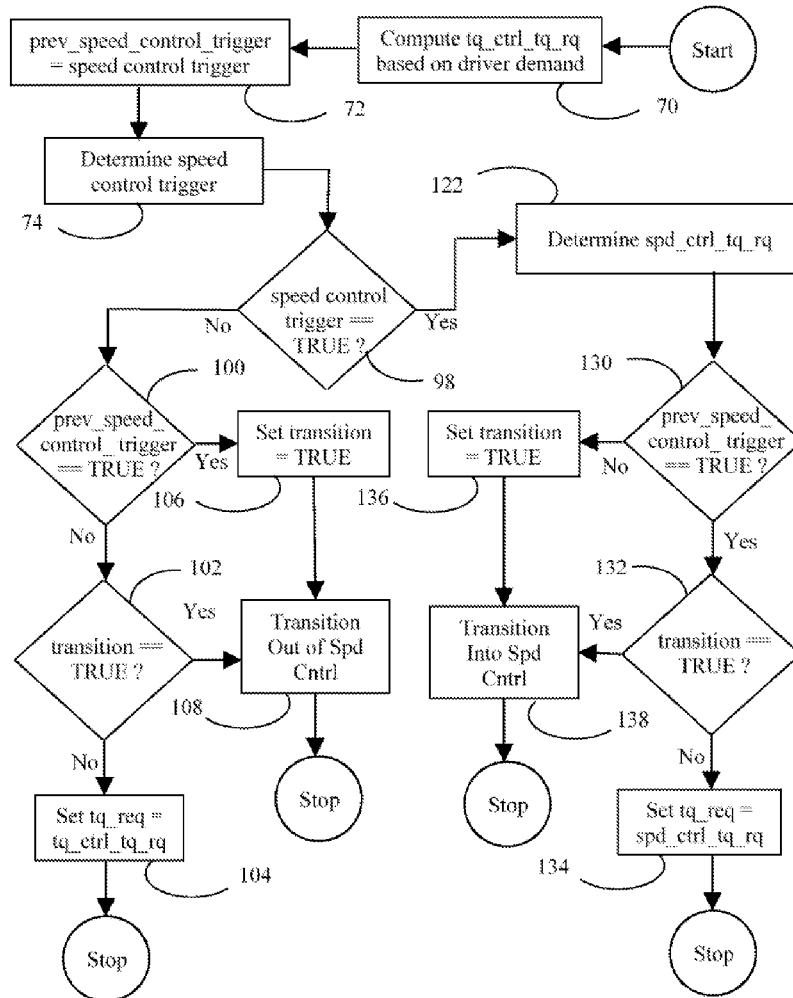 prev_speed_control_trigger
= speed control trigger
Compute tq_ctrl_tq_rq
based on driver demand
Start
72
70
Determine speed
control trigger
74
122
Determine spd_ctrl_tq_rq
speed control
trigger ==
TRUE ?
No
Yes
98
100
130
prev_speed_
control_ trigger
== TRUE ?
Yes
Set transition
= TRUE
106
Set transition
= TRUE
136
prev_speed_
control_ trigger
== TRUE ?
No
No
Yes
102
132
transition ==
TRUE ?
Yes
Transition
Out of Spd
Cntrl
108
Transition
Into Spd
Cntrl
138
Yes
transition ==
TRUE ?
No
No
Set tq_req =
tq_ctrl_tq_rq
104
Stop
Stop
Set tq_req =
spd_ctrl_tq_rq
134
Stop
Stop